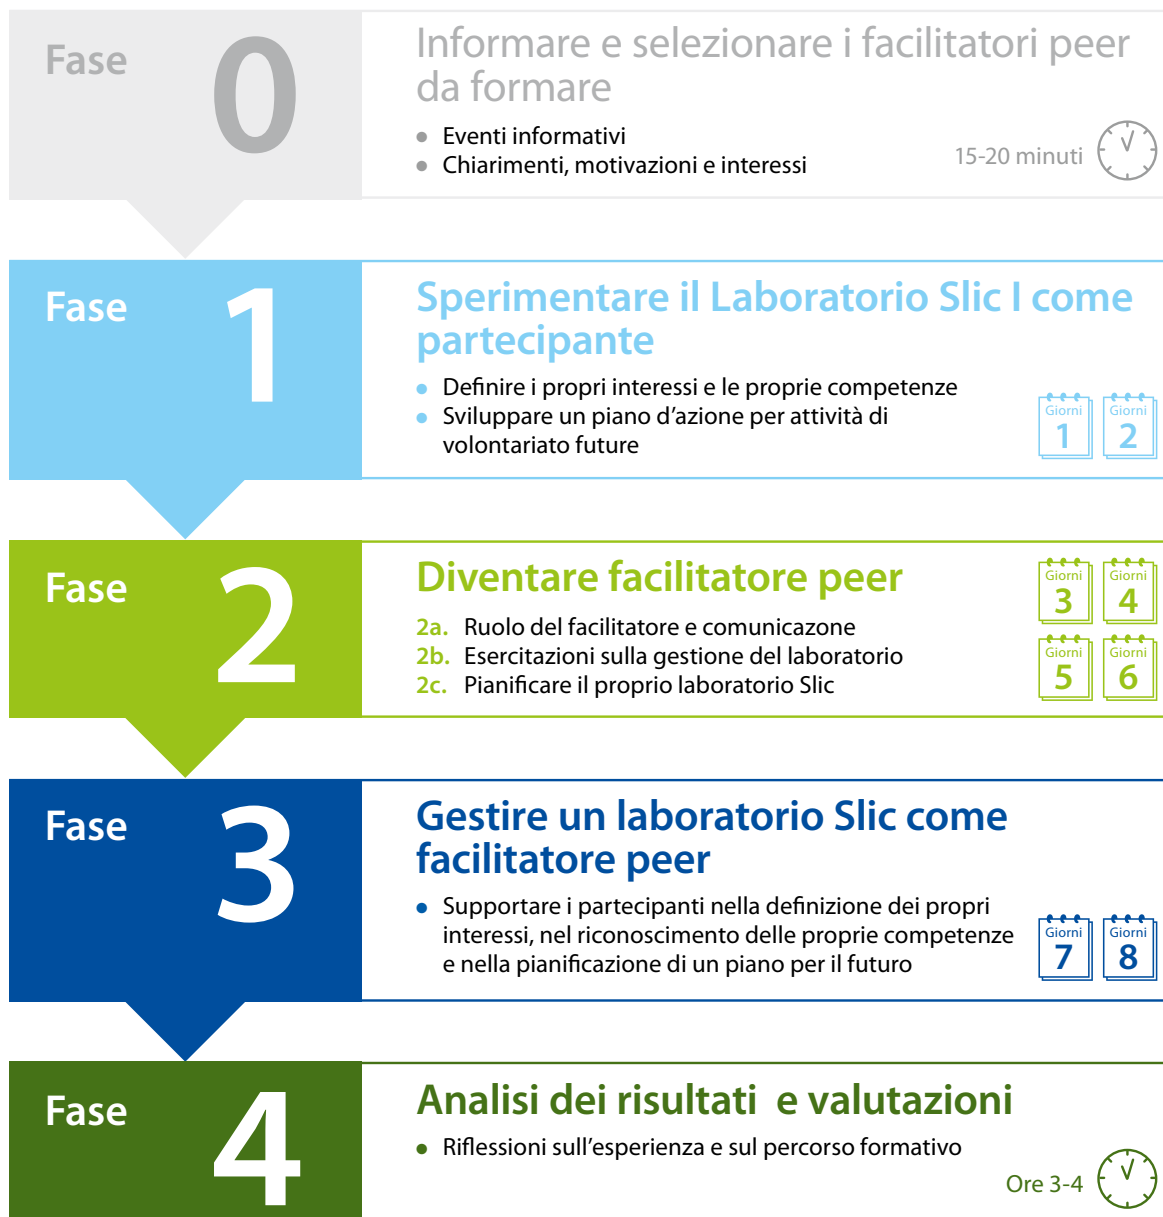 Fase 0
Informare e selezionare i facilitatori peer
da formare
● Eventi informativi
● Chiarimenti, motivazioni e interessi
15-20 minuti
Fase 1
Sperimentare il Laboratorio Slic I come
partecipante
● Definire i propri interessi e le proprie competenze
● Sviluppare un piano d’azione per attività di
volontariato future
Giorni 1
Giorni 2
Fase 2
Diventare facilitatore peer
2a. Ruolo del facilitatore e comunicazone
2b. Esercitazioni sulla gestione del laboratorio
2c. Pianificare il proprio laboratorio Slic
Giorni 3
Giorni 4
Giorni 5
Giorni 6
Fase 3
Gestire un laboratorio Slic come
facilitatore peer
● Supportare i partecipanti nella definizione dei propri
interessi, nel riconoscimento delle proprie competenze
e nella pianificazione di un piano per il futuro
Giorni 7
Giorni 8
Fase 4
Analisi dei risultati e valutazioni
● Riflessioni sull’esperienza e sul percorso formativo
Ore 3-4